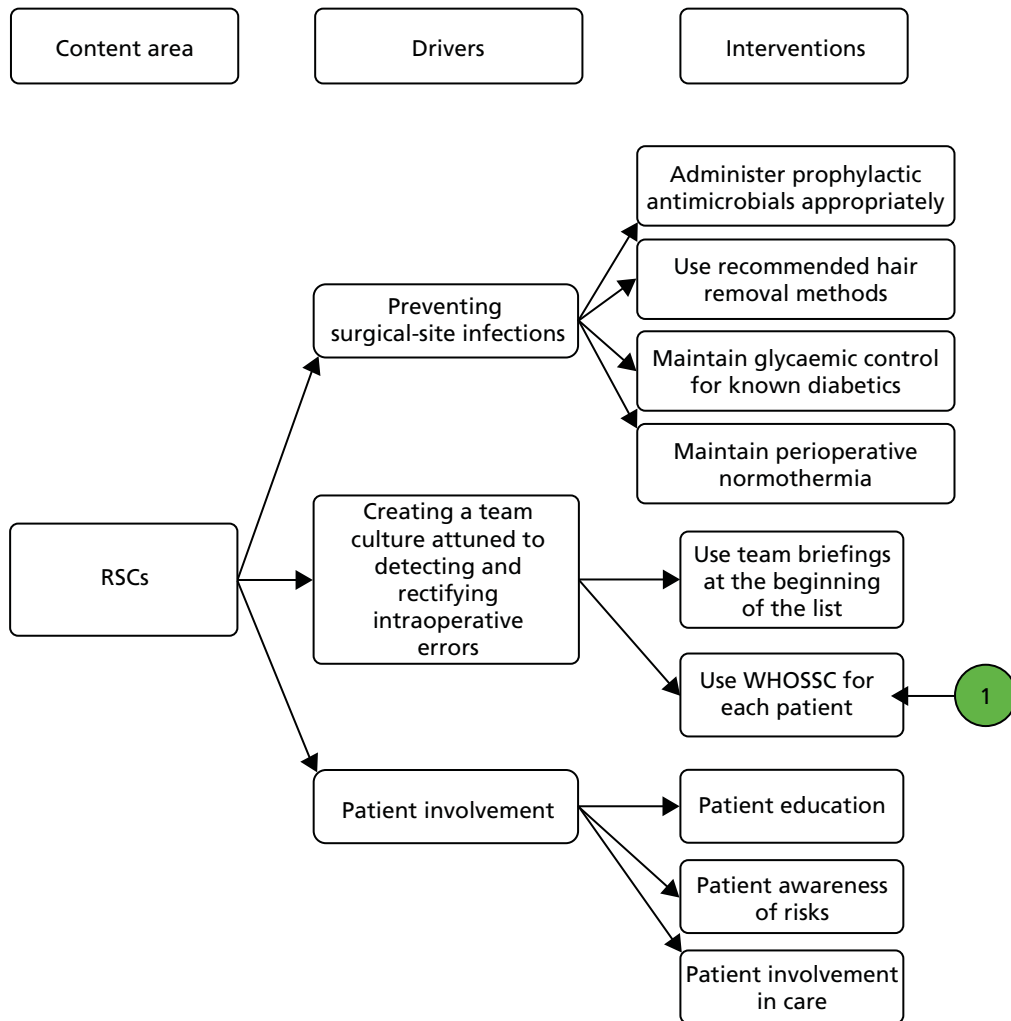 Content area
Drivers
Interventions
Administer prophylactic
antimicrobials appropriately
Use recommended hair
removal methods
Preventing
surgical-site infections
Maintain glycaemic control
for known diabetics
Maintain perioperative
normothermia
RSCs
Creating a team
culture attuned to
detecting and
rectifying
intraoperative
errors
Use team briefings
at the beginning
of the list
Use WHOSSC for
each patient
1
Patient involvement
Patient education
Patient awareness
of risks
Patient involvement
in care